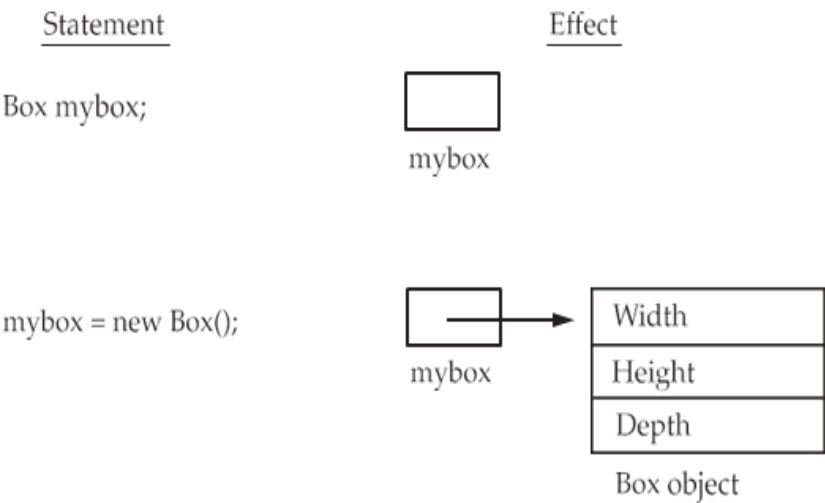 Statement
Effect
Box mybox;
mybox
mybox = new Box();
mybox
Width
Height
Depth
Box object